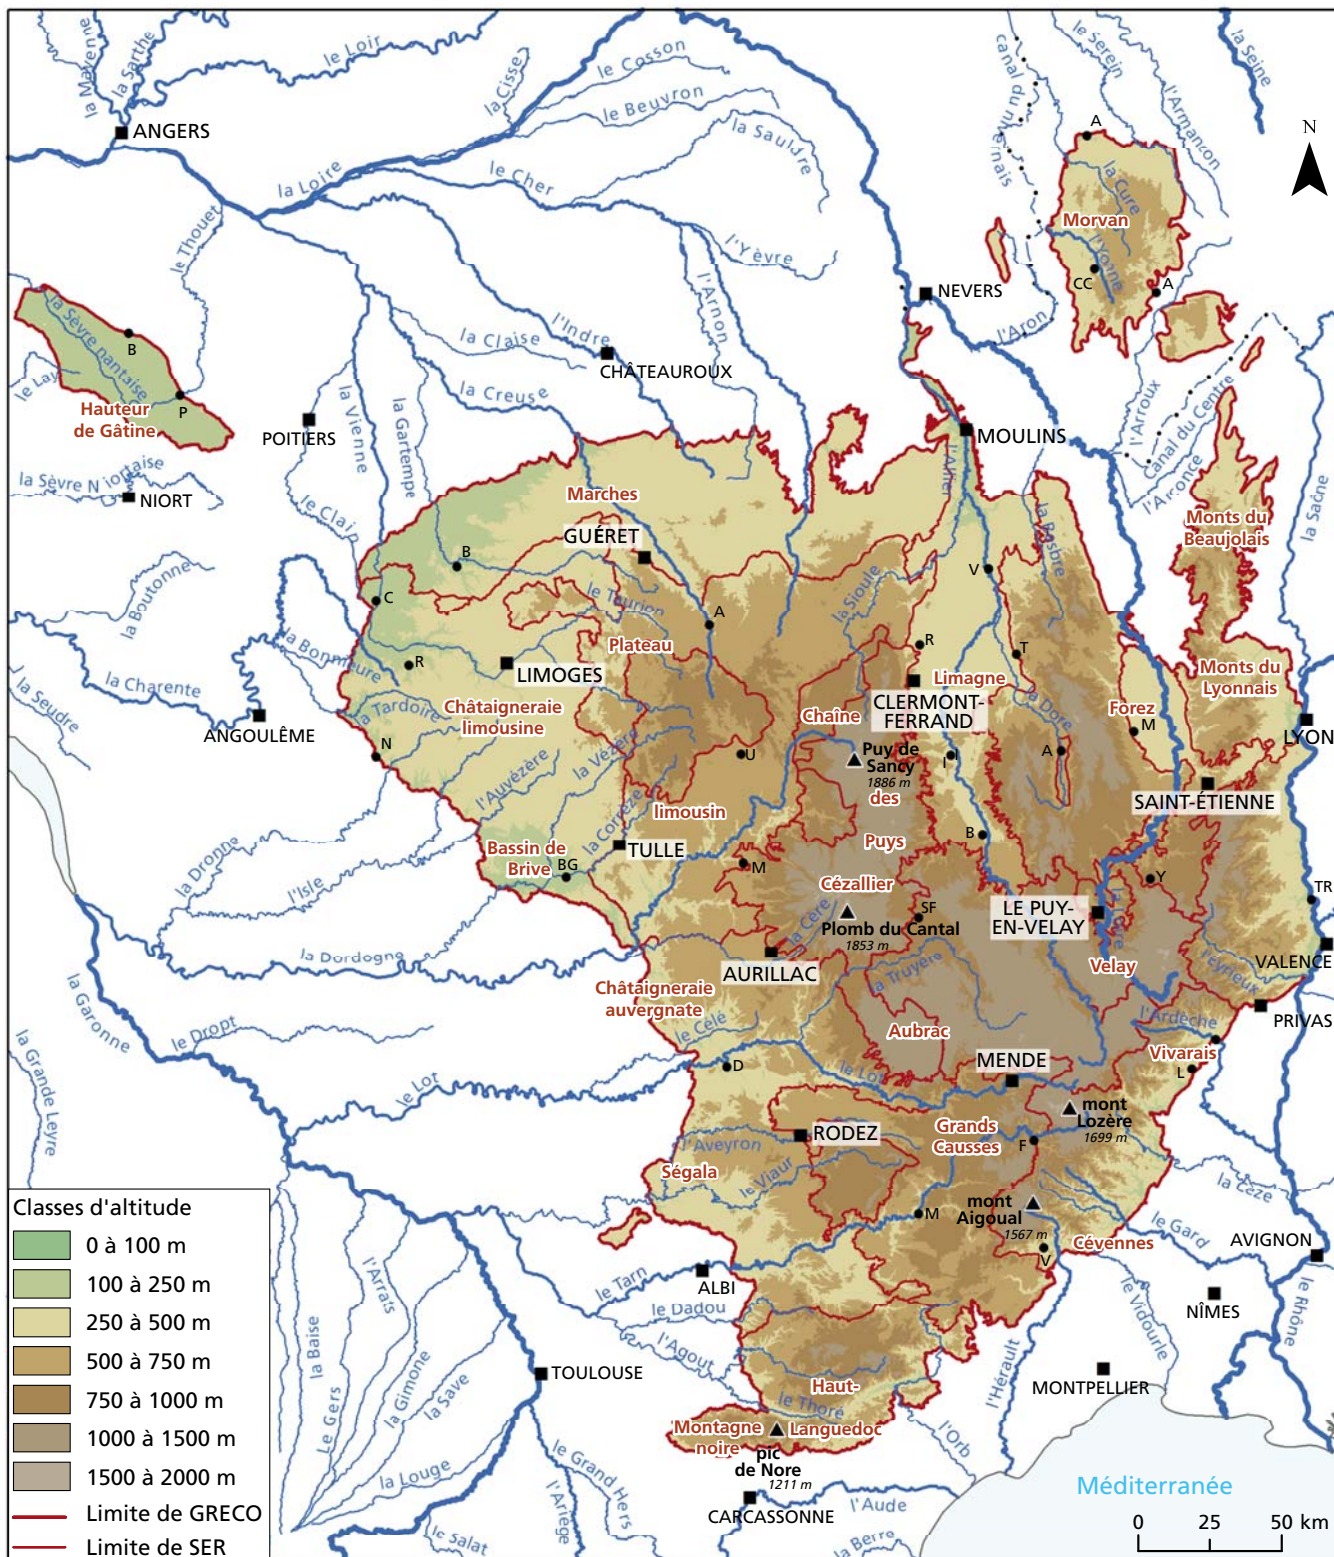 la Mayenne
la Sarthe
le Loir
la Cisse
le Cosson
le Beuvron
la Sauldre
canal du Nivernais
le Serein
l'Armançon
la Seine
N
ANGERS
A
la Loire
le Cher
la Cure
Morvan
le Thouet
l'Yèvre
l'Yonne
CC
A
l'Arnon
NEVERS
la Sèvre nantaise
B
l'Indre
l'Aron
la Claise
le Lay
CHÂTEAUROUX
P
la Creuse
Hauteur
de Gâtine
la Vienne
la Gartempe
l'Arroux
Canal du Centre
POITIERS
MOULINS
l'Allier
la Sèvre Niortaise
NIORT
l'Arconce
la Saône
Marches
le Clain
la Besbre
Monts du
Beaujolais
GUÉRET
B
V
la Boutonne
C
le Taurion
la Sioule
A
la Bonnieure
Plateau
R
T
R
LIMOGES
Limagne
Monts du
Lyonnais
la Charente
CLERMONT-
FERRAND
la Seudre
la Tardoire
Châtaigneraie
limousine
Chaîne
la Dore
Forez
M
ANGOULÊME
LYON
N
la Vézère
U
Puy de
Sancy
1886 m
I
A
l'Auvézère
des
SAINT-ÉTIENNE
limousin
la Corrèze
Puys
B
Bassin de
Brive
TULLE
la Dronne
BG
M
Y
l'Isle
Cézallier
TR
SF
LE PUY-
EN-VELAY
la Loire
la Cère
Plomb du Cantal
1853 m
VALENCE
la Dordogne
AURILLAC
la Truyère
Velay
l'Eyrieux
Châtaigneraie
auvergnate
la Garonne
PRIVAS
le Dropt
le Célé
Aubrac
l'Ardèche
Vivarais
la Grande Leyre
MENDE
D
le Lot
L
le Lot
mont
Lozère
1699 m
RODEZ
Grands
Causses
l'Aveyron
F
Ségala
le Viaur
la Cèze
mont
Aigoual
1567 m
M
le Gard
Cévennes
AVIGNON
V
le Tarn
ALBI
le Vidourle
NÎMES
le Rhône
le Dadou
l'Agout
l'Hérault
TOULOUSE
MONTPELLIER
Haut-
Languedoc
le Thoré
Montagne
noire
l'Orb
pic
de Nore
1211 m
CARCASSONNE
l'Aude
la Berre
Méditerranée
0 25 50 km
la Baise
Le Gers
l'Arrats
la Gimone
la Save
la Louge
le Grand Hers
l'Ariège
le Salat
Classes d'altitude
0 à 100 m
100 à 250 m
250 à 500 m
500 à 750 m
750 à 1000 m
1000 à 1500 m
1500 à 2000 m
Limite de GRECO
Limite de SER